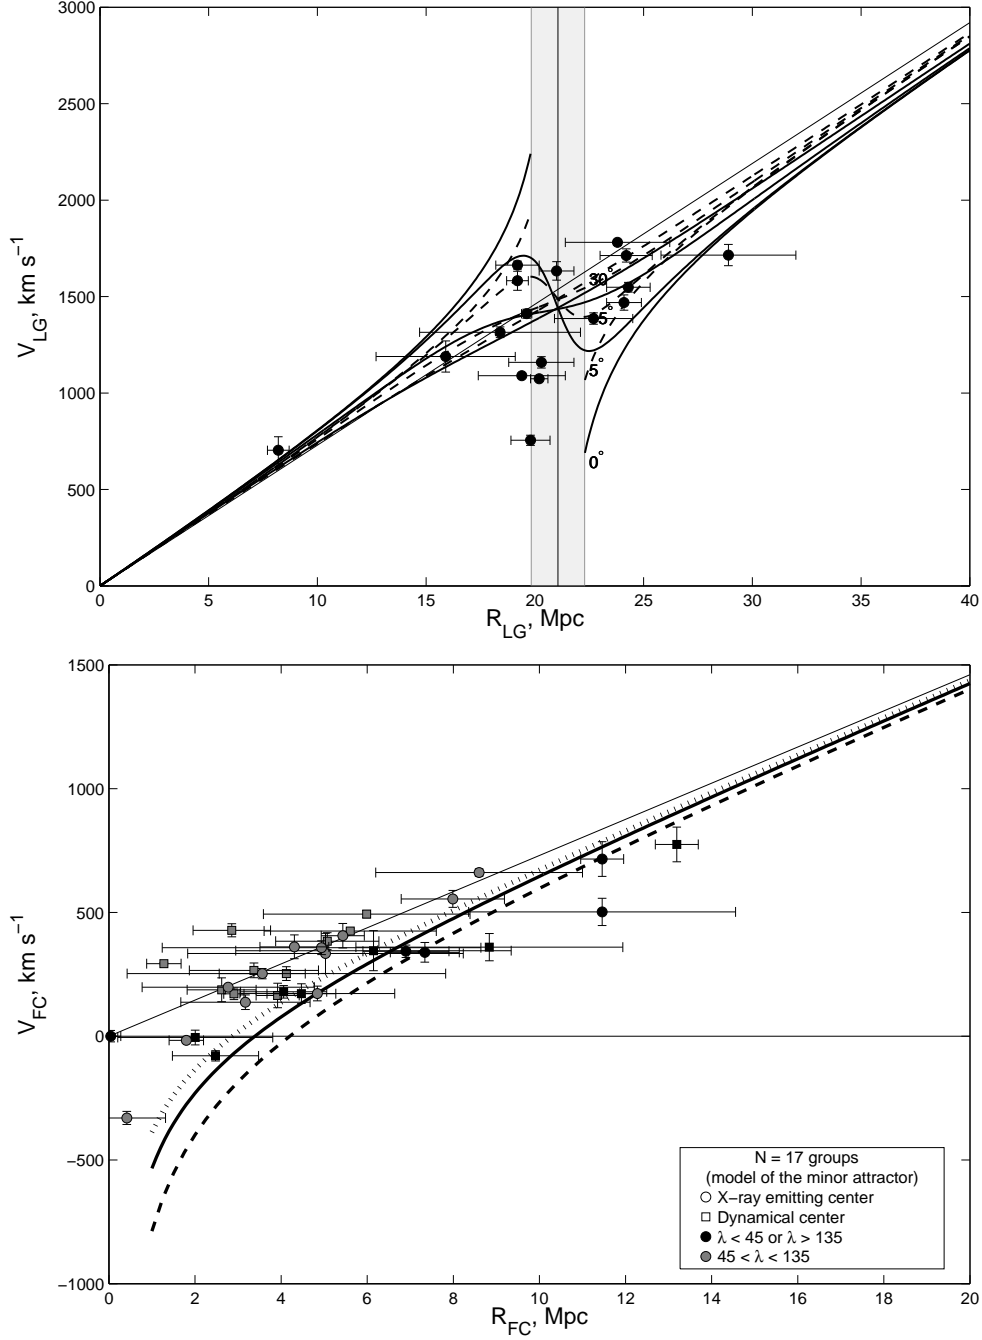 3000
2500
2000
1500
1000
500
0
V_LG, km s⁻¹
30°
5°
5°
0°
0 5 10 15 20 25 30 35 40
R_LG, Mpc
1500
1000
500
0
−500
−1000
V_FC, km s⁻¹
N = 17 groups
(model of the minor attractor)
X−ray emitting center
Dynamical center
λ < 45 or λ > 135
45 < λ < 135
0 2 4 6 8 10 12 14 16 18 20
R_FC, Mpc